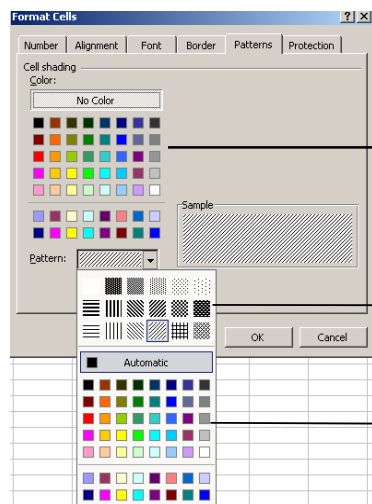 Format Cells
Number Alignment Font Border Patterns Protection
Cell shading
Color:
No Color
Sample
Pattern:
OK Cancel
Automatic